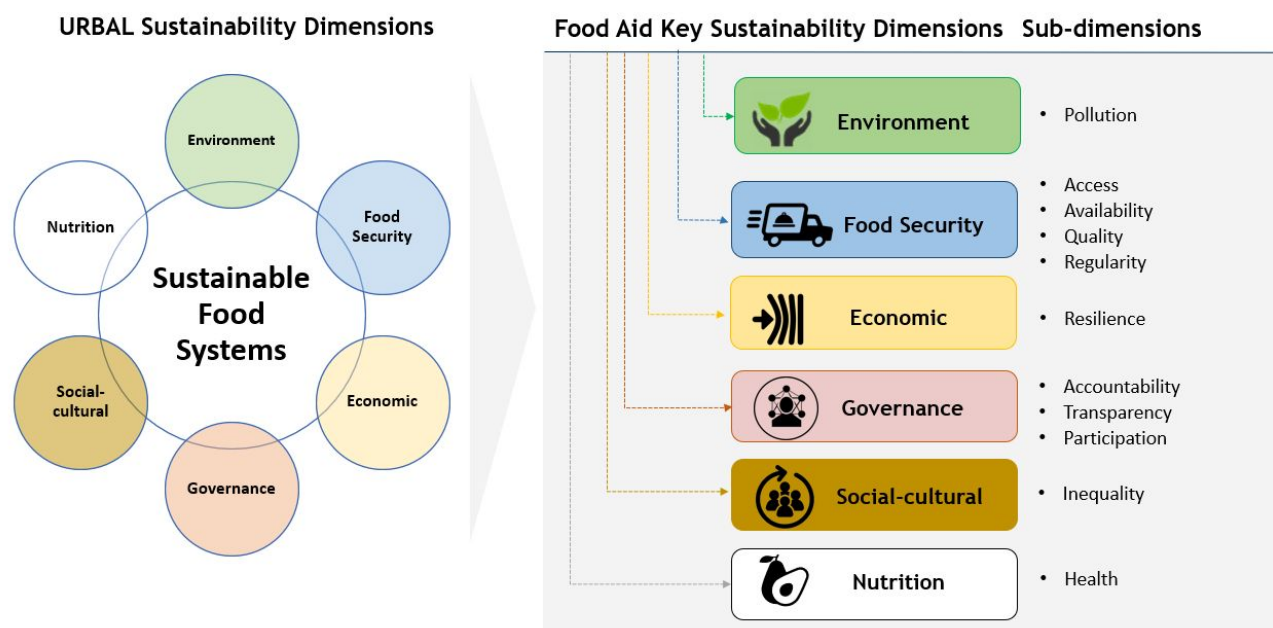 URBAL Sustainability Dimensions
Environment
Nutrition
Food
Security
Sustainable
Food
Systems
Social-
cultural
Economic
Governance
Food Aid Key Sustainability Dimensions Sub-dimensions
Environment
• Pollution
Food Security
• Access
• Availability
• Quality
• Regularity
Economic
• Resilience
Governance
• Accountability
• Transparency
• Participation
Social-cultural
• Inequality
Nutrition
• Health